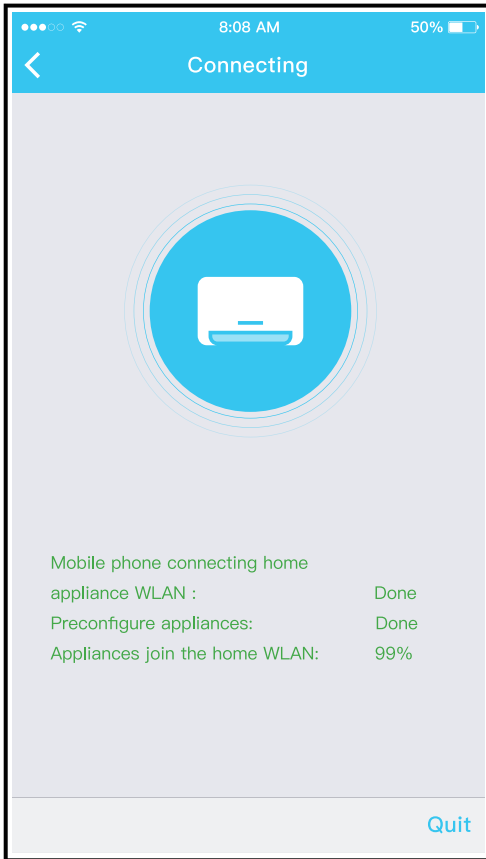 8:08 AM
50%
Connecting
Mobile phone connecting home
appliance WLAN : Done
Preconfigure appliances: Done
Appliances join the home WLAN: 99%
Quit